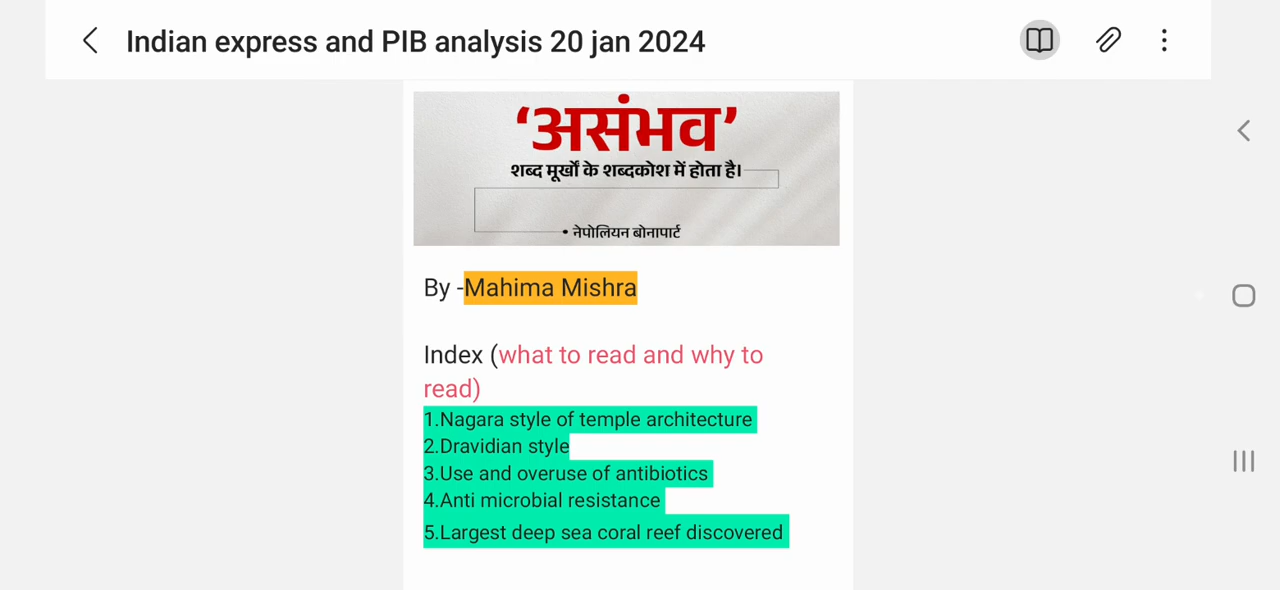 Indian express and PIB analysis 20 jan 2024
‘असंभव’
शब्द मूर्खों के शब्दकोश में होता है।
• नेपोलियन बोनापार्ट
By -Mahima Mishra
Index (what to read and why to
read)
1.Nagara style of temple architecture
2.Dravidian style
3.Use and overuse of antibiotics
4.Anti microbial resistance
5.Largest deep sea coral reef discovered